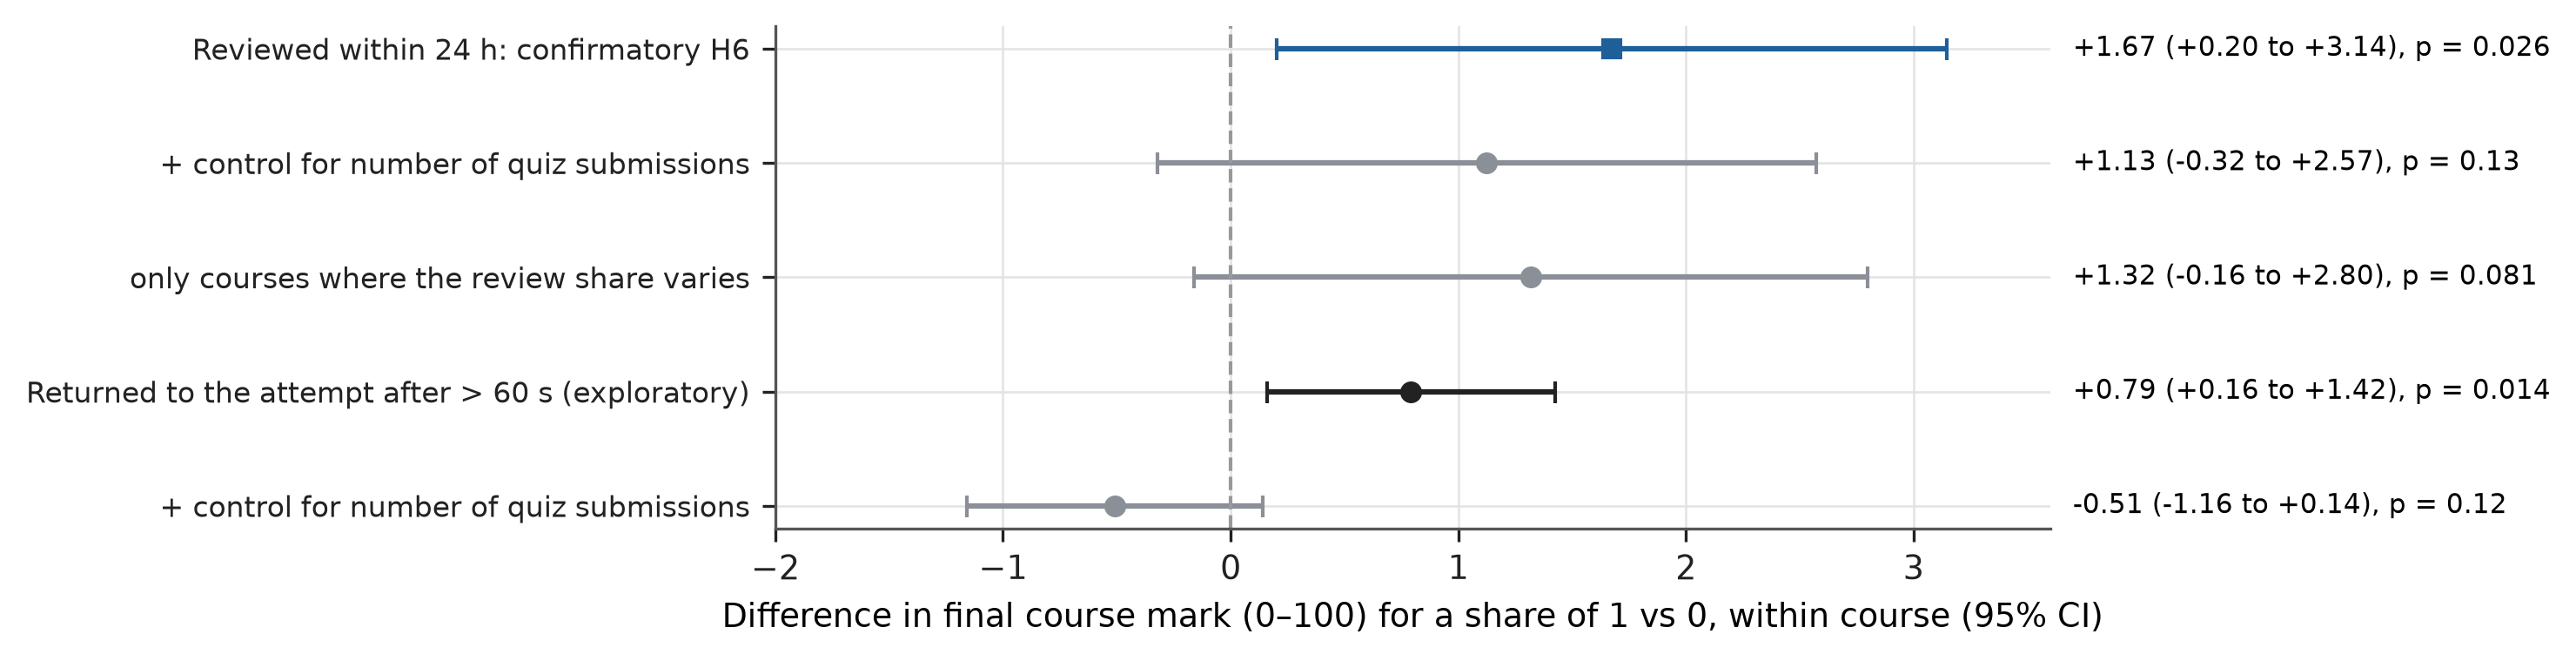 Reviewed within 24 h: confirmatory H6
+1.67 (+0.20 to +3.14), p = 0.026
+ control for number of quiz submissions
+1.13 (-0.32 to +2.57), p = 0.13
only courses where the review share varies
+1.32 (-0.16 to +2.80), p = 0.081
Returned to the attempt after > 60 s (exploratory)
+0.79 (+0.16 to +1.42), p = 0.014
+ control for number of quiz submissions
-0.51 (-1.16 to +0.14), p = 0.12
−2 −1 0 1 2 3
Difference in final course mark (0–100) for a share of 1 vs 0, within course (95% CI)